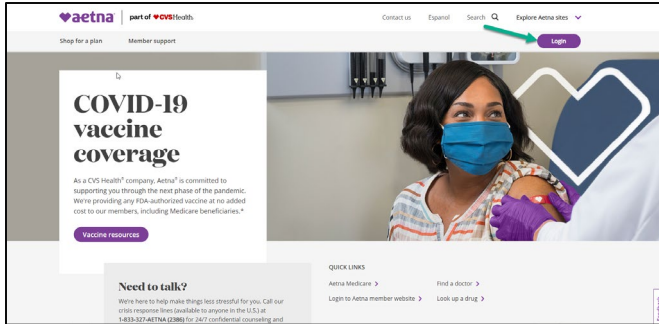 aetna part of CVSHealth
Contact us Espanol Search Explore Aetna sites
Shop for a plan Member support Login
COVID-19
vaccine
coverage
As a CVS Health† company, Aetna† is committed to
supporting you through the next phase of the pandemic.
We're providing any FDA-authorized vaccine at no added
cost to our members, including Medicare beneficiaries.*
Vaccine resources
Need to talk?
We're here to help make things less stressful for you. Call our
crisis response lines (available to anyone in the U.S.) at
1-833-327-AETNA (2386) for 24/7 confidential counseling and
QUICK LINKS
Aetna Medicare > Find a doctor >
Login to Aetna member website > Look up a drug >